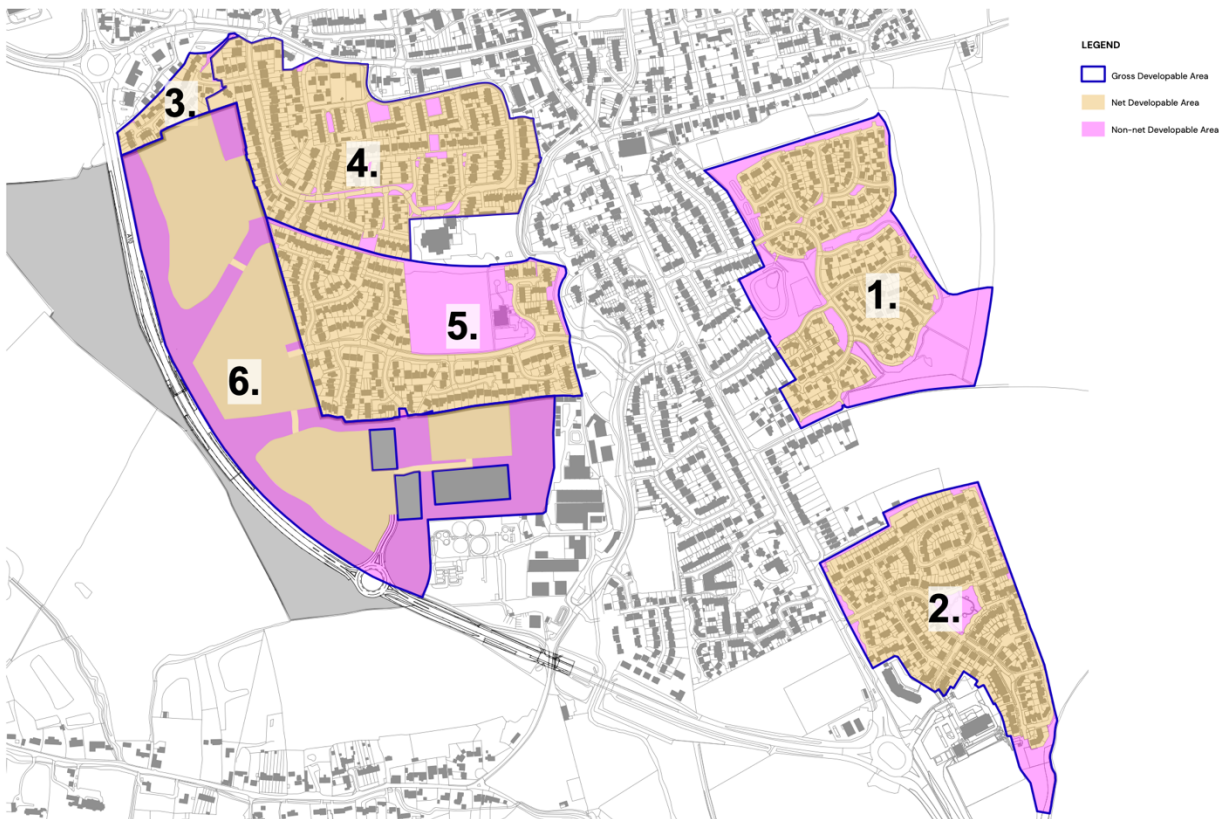 LEGEND
Gross Developable Area
Net Developable Area
Non-net Developable Area
3.
4.
1.
5.
6.
2.